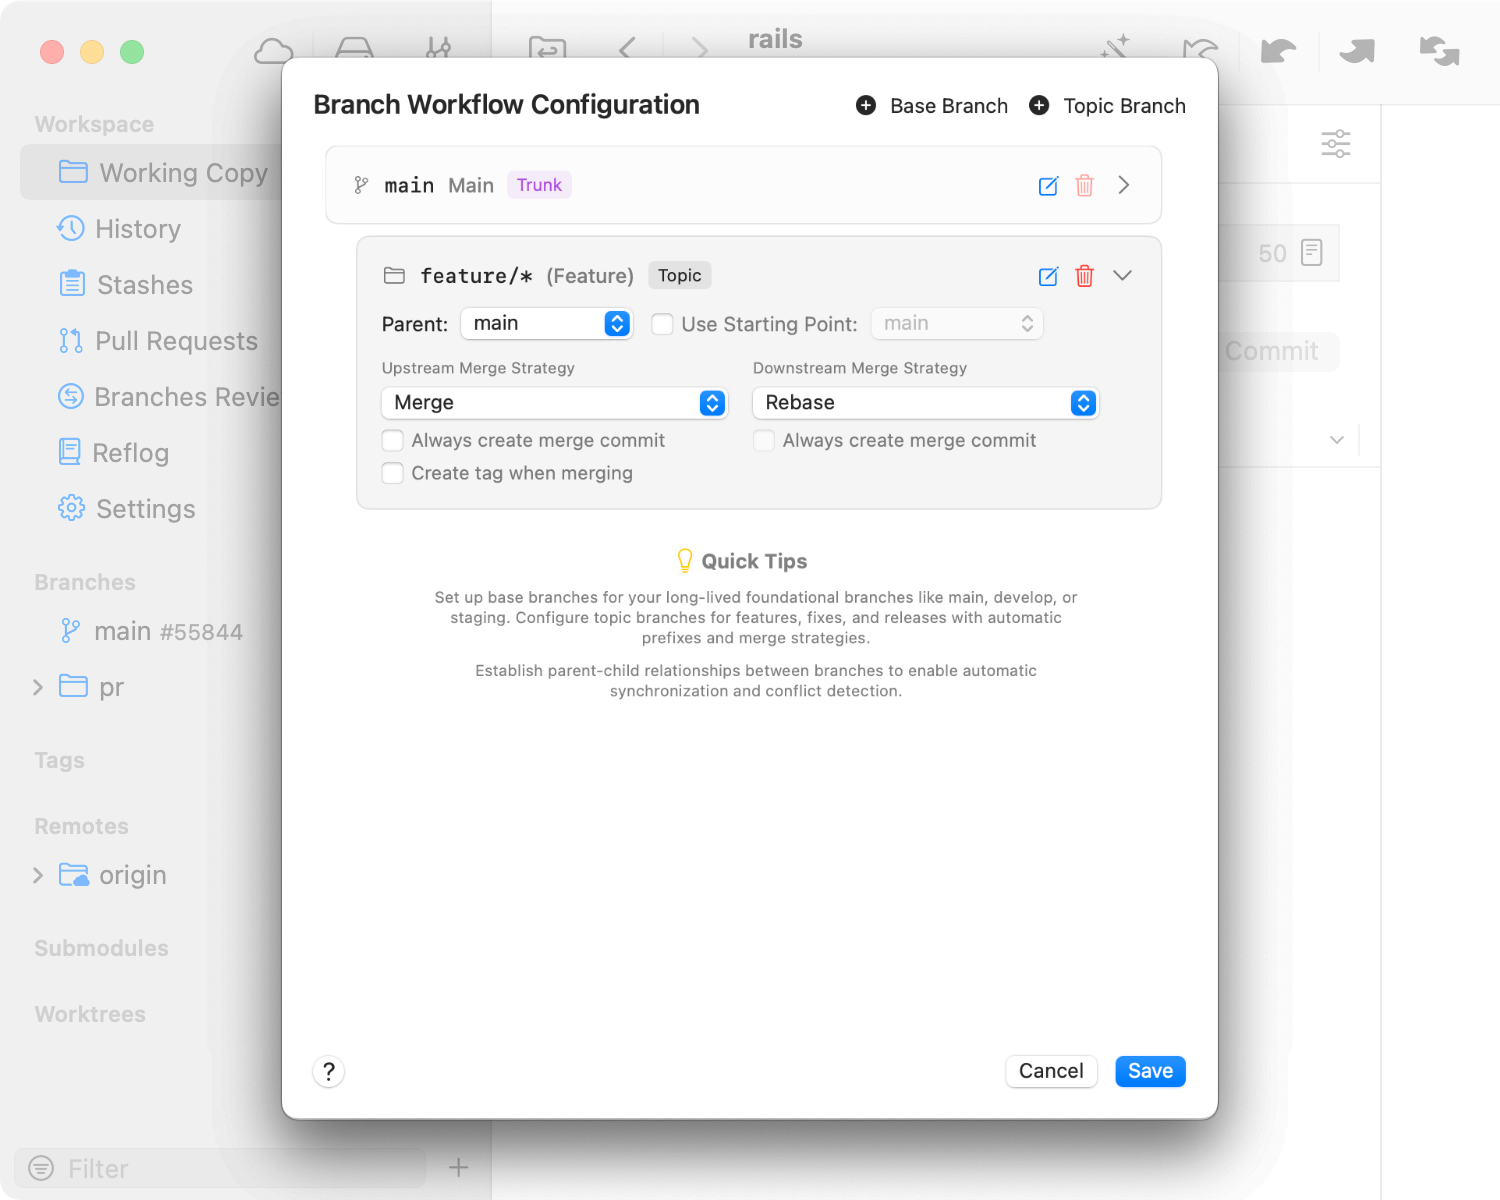 rails
Workspace
Working Copy
History
Stashes
Pull Requests
Branches Revie
Reflog
Settings
Branches
main #55844
pr
Tags
Remotes
origin
Submodules
Worktrees
Filter
Branch Workflow Configuration
Base Branch
Topic Branch
main Main Trunk
feature/* (Feature) Topic
Parent: main Use Starting Point: main
Upstream Merge Strategy
Downstream Merge Strategy
Merge
Rebase
Always create merge commit
Always create merge commit
Create tag when merging
Quick Tips
Set up base branches for your long-lived foundational branches like main, develop, or
staging. Configure topic branches for features, fixes, and releases with automatic
prefixes and merge strategies.
Establish parent-child relationships between branches to enable automatic
synchronization and conflict detection.
?
Cancel
Save
50
Commit